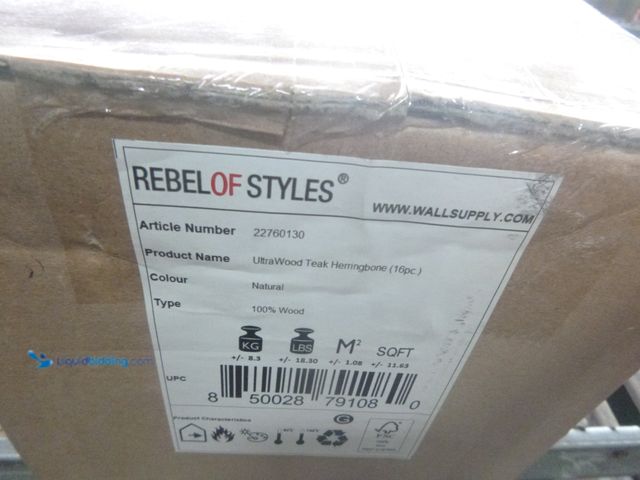 REBEL OF STYLES®
WWW.WALLSUPPLY.COM
Article Number 22760130
Product Name UltraWood Teak Herringbone (16pc.)
Colour Natural
Type 100% Wood
KG LBS M² SQFT
+/- 8.3 +/- 18.30 +/- 1.08 +/- 11.63
UPC
8 50028 79108 0
Product Characteristics
G
FSC
Liquidbidding.com